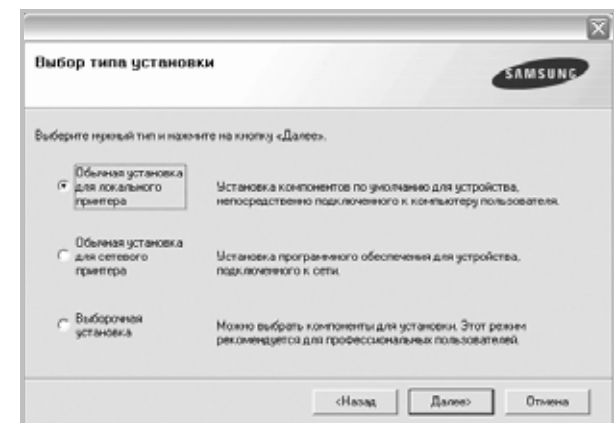 Выбор типа установки
SAMSUNG
Выберите нужный тип и нажмите на кнопку «Далее».
Обычная установка
для локального
принтера
Установка компонентов по умолчанию для устройства,
непосредственно подключенного к компьютеру пользователя.
Обычная установка
для сетевого
принтера
Установка программного обеспечения для устройства,
подключенного к сети.
Выборочная
установка
Можно выбрать компоненты для установки. Этот режим
рекомендуется для профессиональных пользователей.
<Назад
Далее>
Отмена